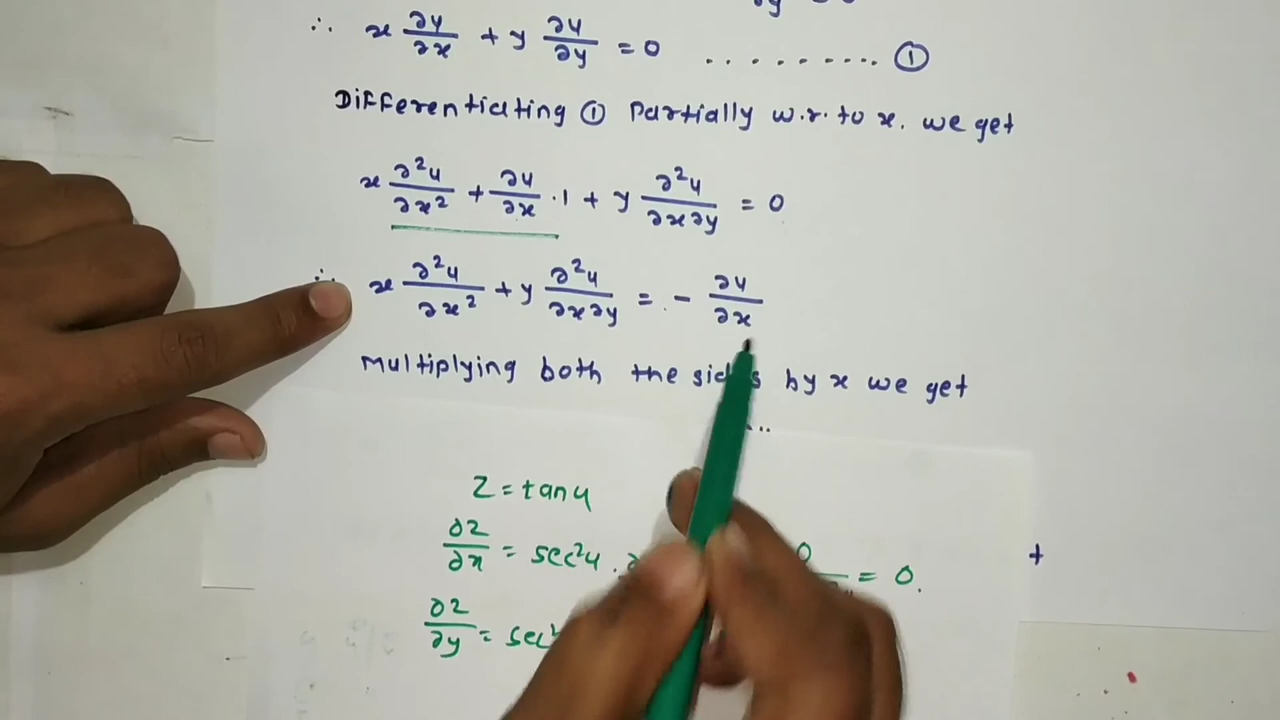 ∴ x ∂u/∂x + y ∂u/∂y = 0 .......... ①
Differentiating ① Partially w.r. to x. we get
x ∂²u/∂x² + ∂u/∂x · 1 + y ∂²u/∂x∂y = 0
∴ x ∂²u/∂x² + y ∂²u/∂x∂y = - ∂u/∂x
Multiplying both the sides by x we get
z = tan u
∂z/∂x = sec²u . = 0.
∂z/∂y = sec²
+